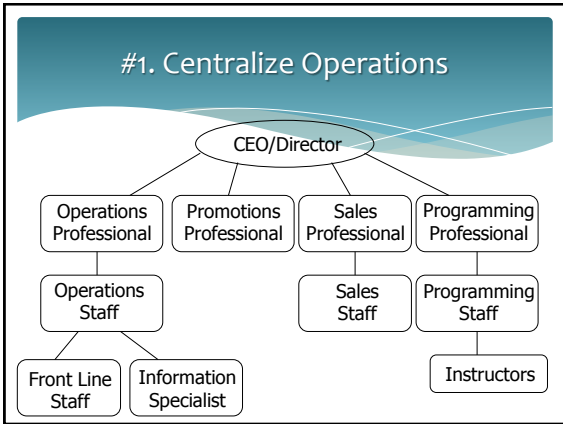 #1. Centralize Operations
CEO/Director
Operations
Professional
Promotions
Professional
Sales
Professional
Programming
Professional
Operations
Staff
Sales
Staff
Programming
Staff
Front Line
Staff
Information
Specialist
Instructors